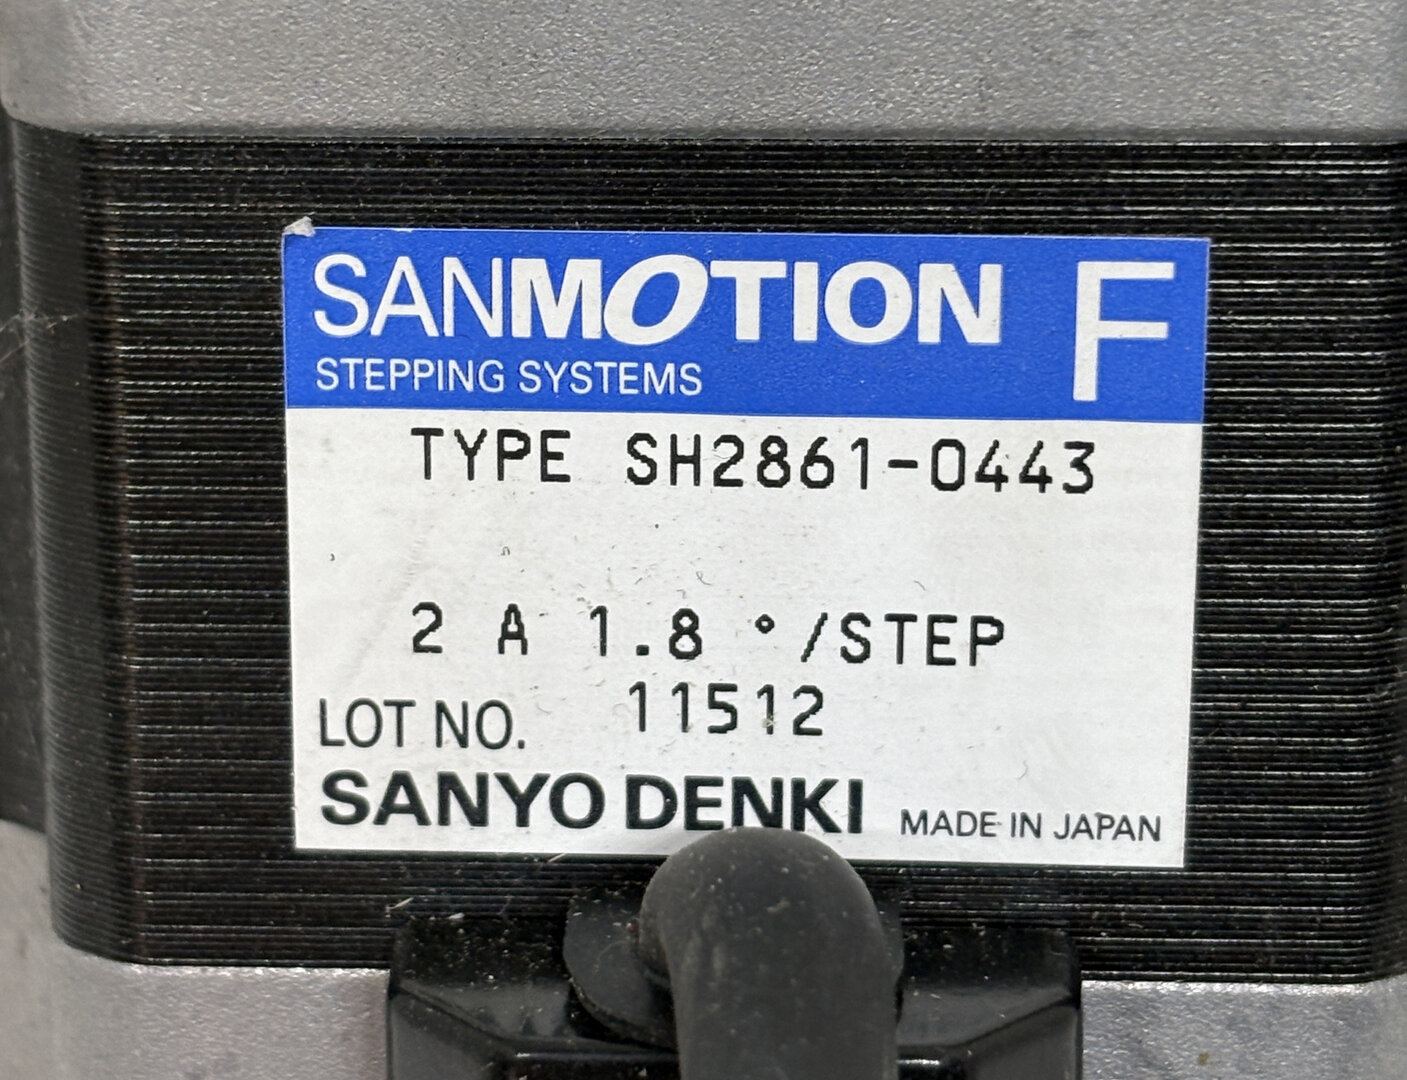 SANMOTION F
STEPPING SYSTEMS
TYPE SH2861-0443
2 A 1.8 °/STEP
LOT NO. 11512
SANYO DENKI MADE IN JAPAN